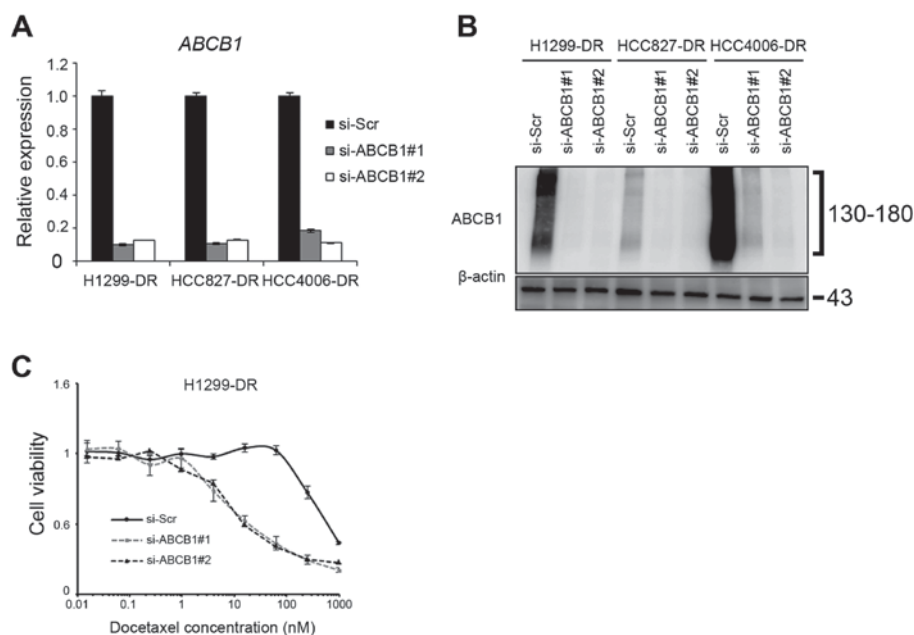 A
ABCB1
Relative expression
1.2
1.0
0.8
0.6
0.4
0.2
0
H1299-DR HCC827-DR HCC4006-DR
si-Scr
si-ABCB1#1
si-ABCB1#2
B
H1299-DR HCC827-DR HCC4006-DR
si-Scr si-ABCB1#1 si-ABCB1#2 si-Scr si-ABCB1#1 si-ABCB1#2 si-Scr si-ABCB1#1 si-ABCB1#2
ABCB1
130-180
β-actin
43
C
H1299-DR
Cell viability
1.6
1
0.6
0
si-Scr
si-ABCB1#1
si-ABCB1#2
0.01 0.1 1 10 100 1000
Docetaxel concentration (nM)